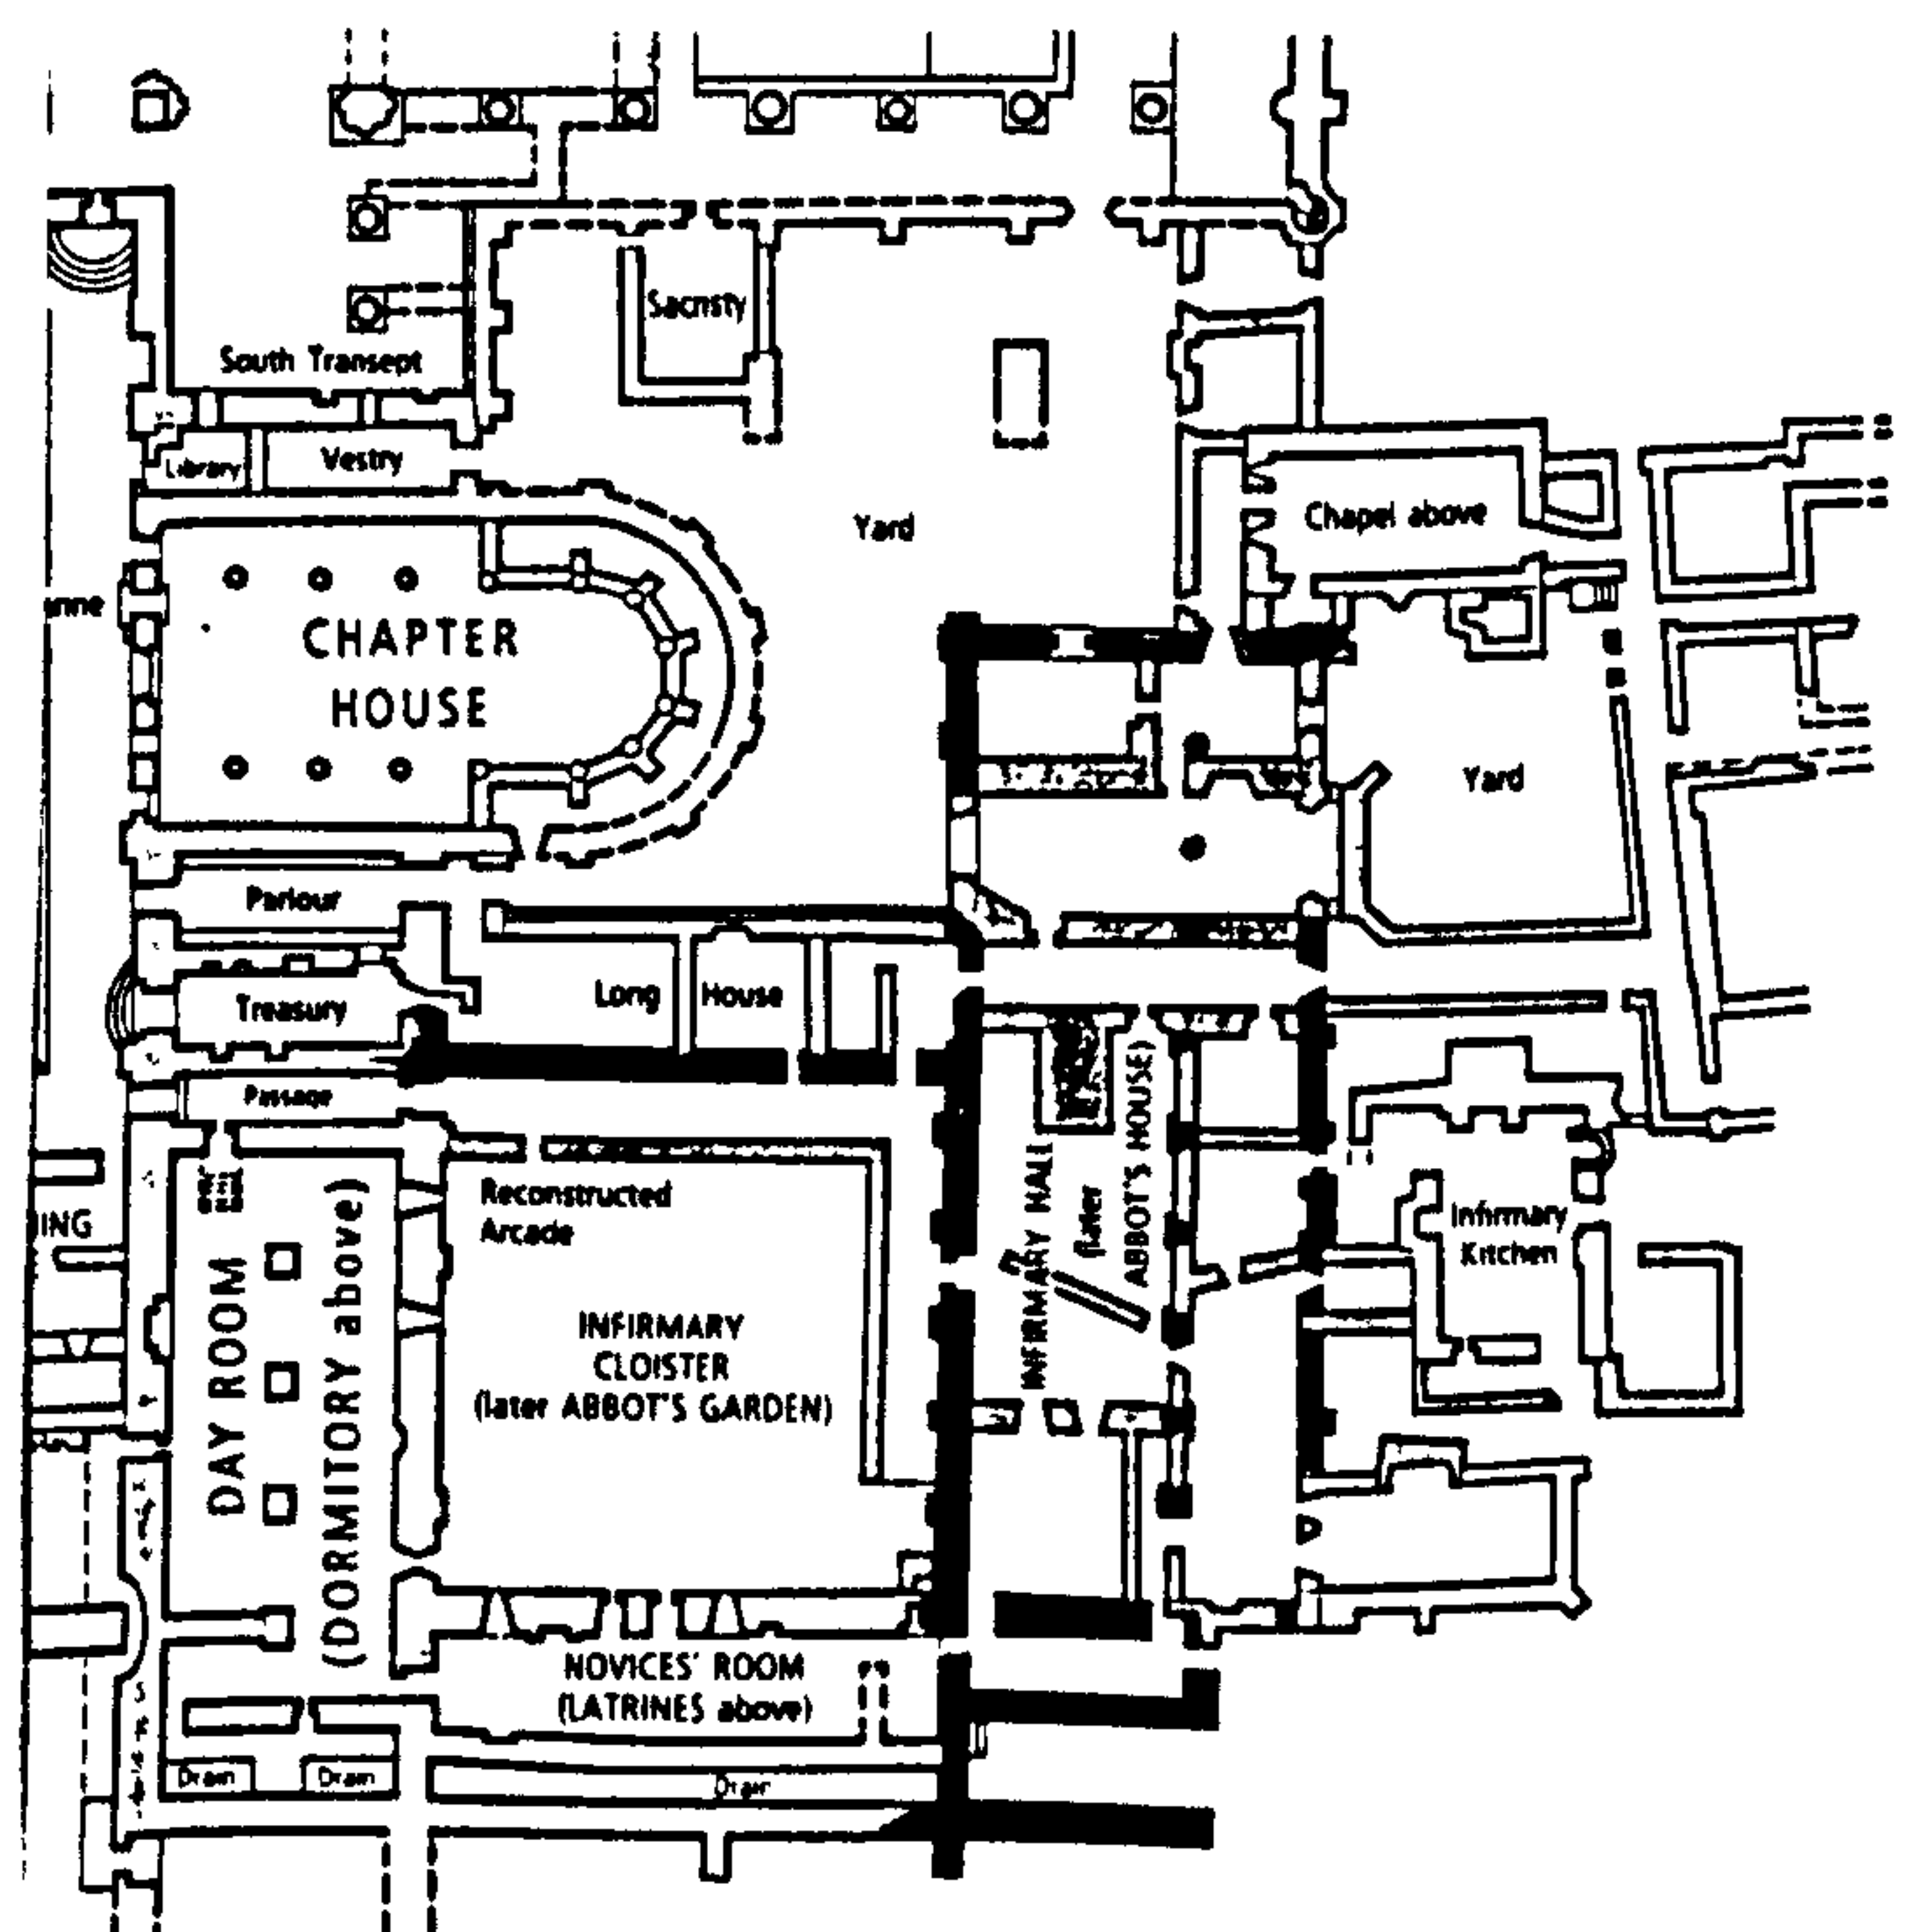 Sacristy
South Transept
Library
Vestry
Yard
Chapel above
CHAPTER
HOUSE
Yard
Parlour
Long House
Treasury
Passage
INFIRMARY HALL
(later
ABBOT'S HOUSE)
Reconstructed
Arcade
ING
Infirmary
Kitchen
DAY ROOM
(DORMITORY above)
INFIRMARY
CLOISTER
(later ABBOT'S GARDEN)
NOVICES' ROOM
(LATRINES above)
Drain
Drain
Drain